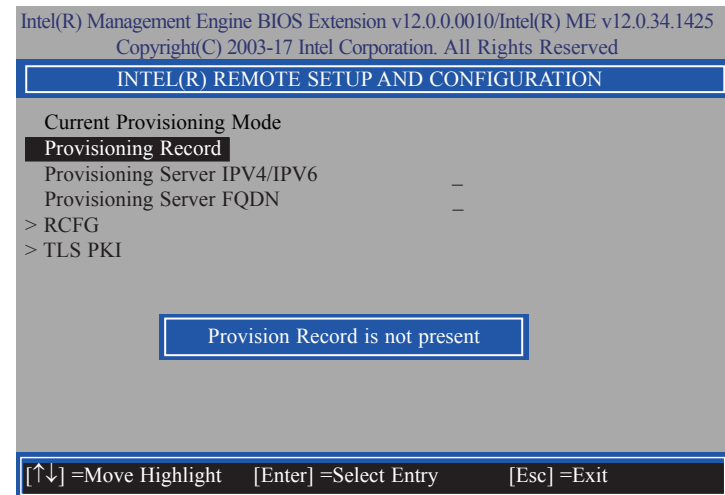 Intel(R) Management Engine BIOS Extension v12.0.0.0010/Intel(R) ME v12.0.34.1425
Copyright(C) 2003-17 Intel Corporation. All Rights Reserved
INTEL(R) REMOTE SETUP AND CONFIGURATION
Current Provisioning Mode
Provisioning Record
Provisioning Server IPV4/IPV6 _
Provisioning Server FQDN _
> RCFG
> TLS PKI
Provision Record is not present
[↑↓] =Move Highlight [Enter] =Select Entry [Esc] =Exit